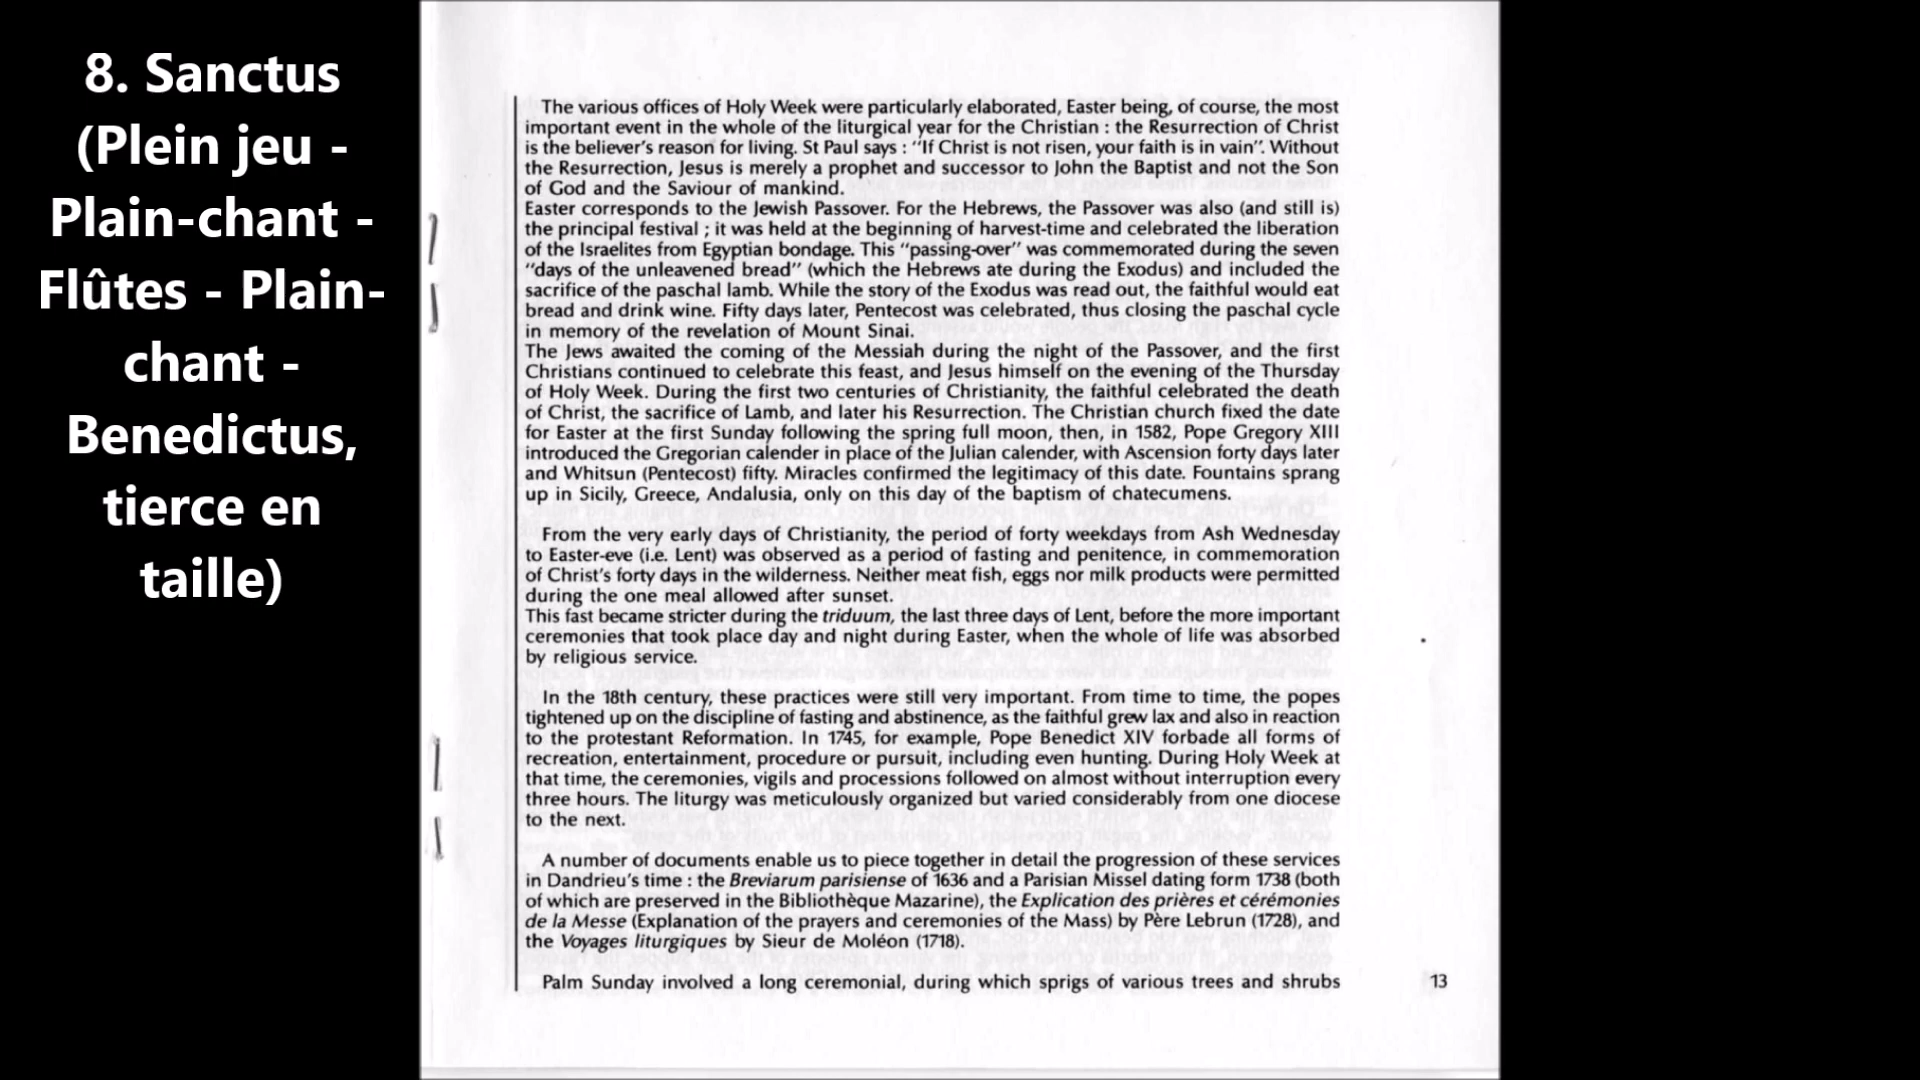 8. Sanctus
(Plein jeu -
Plain-chant -
Flûtes - Plain-
chant -
Benedictus,
tierce en
taille)
The various offices of Holy Week were particularly elaborated, Easter being, of course, the most
important event in the whole of the liturgical year for the Christian : the Resurrection of Christ
is the believer's reason for living. St Paul says : "If Christ is not risen, your faith is in vain". Without
the Resurrection, Jesus is merely a prophet and successor to John the Baptist and not the Son
of God and the Saviour of mankind.
Easter corresponds to the Jewish Passover. For the Hebrews, the Passover was also (and still is)
the principal festival ; it was held at the beginning of harvest-time and celebrated the liberation
of the Israelites from Egyptian bondage. This "passing-over" was commemorated during the seven
"days of the unleavened bread" (which the Hebrews ate during the Exodus) and included the
sacrifice of the paschal lamb. While the story of the Exodus was read out, the faithful would eat
bread and drink wine. Fifty days later, Pentecost was celebrated, thus closing the paschal cycle
in memory of the revelation of Mount Sinai.
The Jews awaited the coming of the Messiah during the night of the Passover, and the first
Christians continued to celebrate this feast, and Jesus himself on the evening of the Thursday
of Holy Week. During the first two centuries of Christianity, the faithful celebrated the death
of Christ, the sacrifice of Lamb, and later his Resurrection. The Christian church fixed the date
for Easter at the first Sunday following the spring full moon, then, in 1582, Pope Gregory XIII
introduced the Gregorian calender in place of the Julian calender, with Ascension forty days later
and Whitsun (Pentecost) fifty. Miracles confirmed the legitimacy of this date. Fountains sprang
up in Sicily, Greece, Andalusia, only on this day of the baptism of chatecumens.
From the very early days of Christianity, the period of forty weekdays from Ash Wednesday
to Easter-eve (i.e. Lent) was observed as a period of fasting and penitence, in commemoration
of Christ's forty days in the wilderness. Neither meat fish, eggs nor milk products were permitted
during the one meal allowed after sunset.
This fast became stricter during the triduum, the last three days of Lent, before the more important
ceremonies that took place day and night during Easter, when the whole of life was absorbed
by religious service.
In the 18th century, these practices were still very important. From time to time, the popes
tightened up on the discipline of fasting and abstinence, as the faithful grew lax and also in reaction
to the protestant Reformation. In 1745, for example, Pope Benedict XIV forbade all forms of
recreation, entertainment, procedure or pursuit, including even hunting. During Holy Week at
that time, the ceremonies, vigils and processions followed on almost without interruption every
three hours. The liturgy was meticulously organized but varied considerably from one diocese
to the next.
A number of documents enable us to piece together in detail the progression of these services
in Dandrieu's time : the Breviarum parisiense of 1636 and a Parisian Missel dating form 1738 (both
of which are preserved in the Bibliothèque Mazarine), the Explication des prières et cérémonies
de la Messe (Explanation of the prayers and ceremonies of the Mass) by Père Lebrun (1728), and
the Voyages liturgiques by Sieur de Moléon (1718).
Palm Sunday involved a long ceremonial, during which sprigs of various trees and shrubs
13